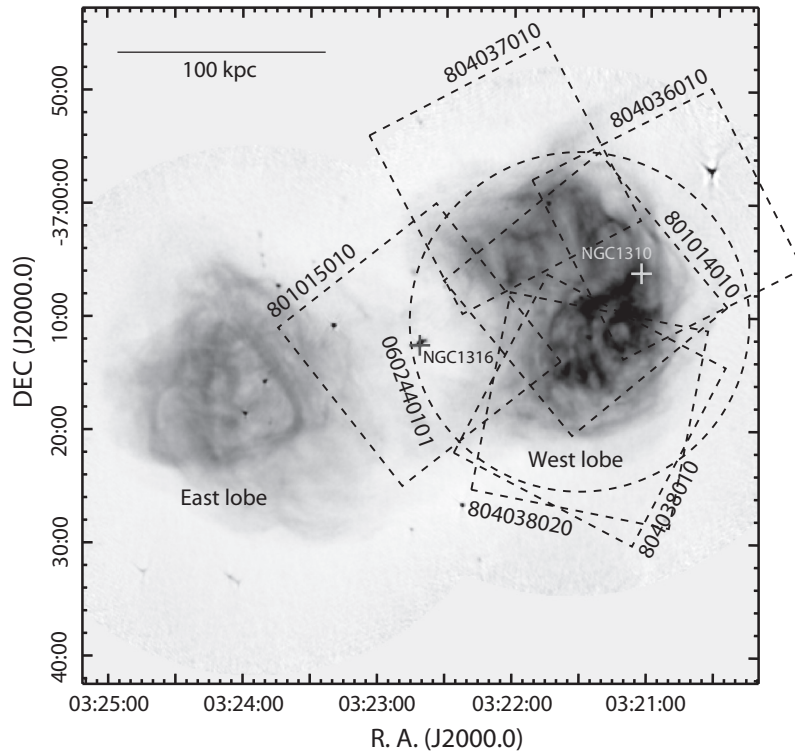 804037010
100 kpc
50:00
804036010
-37:00:00
NGC1310
801014010
801015010
10:00
NGC1316
0602440101
DEC (J2000.0)
20:00
West lobe
East lobe
804038020
804038010
30:00
40:00
03:25:00 03:24:00 03:23:00 03:22:00 03:21:00
R. A. (J2000.0)